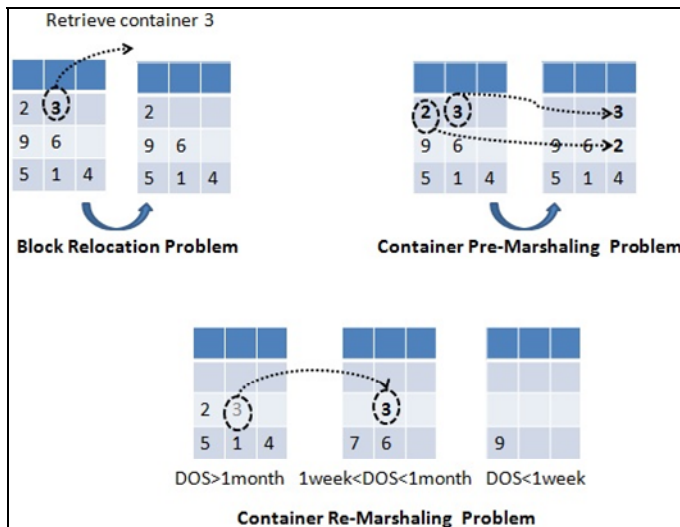 Retrieve container 3
2 3
9 6
5 1 4
2
9 6
5 1 4
Block Relocation Problem
2 3
9 6
5 1 4
3
9 6 2
5 1 4
Container Pre-Marshaling Problem
2 3
5 1 4
3
7 6
9
DOS>1month 1week<DOS<1month DOS<1week
Container Re-Marshaling Problem